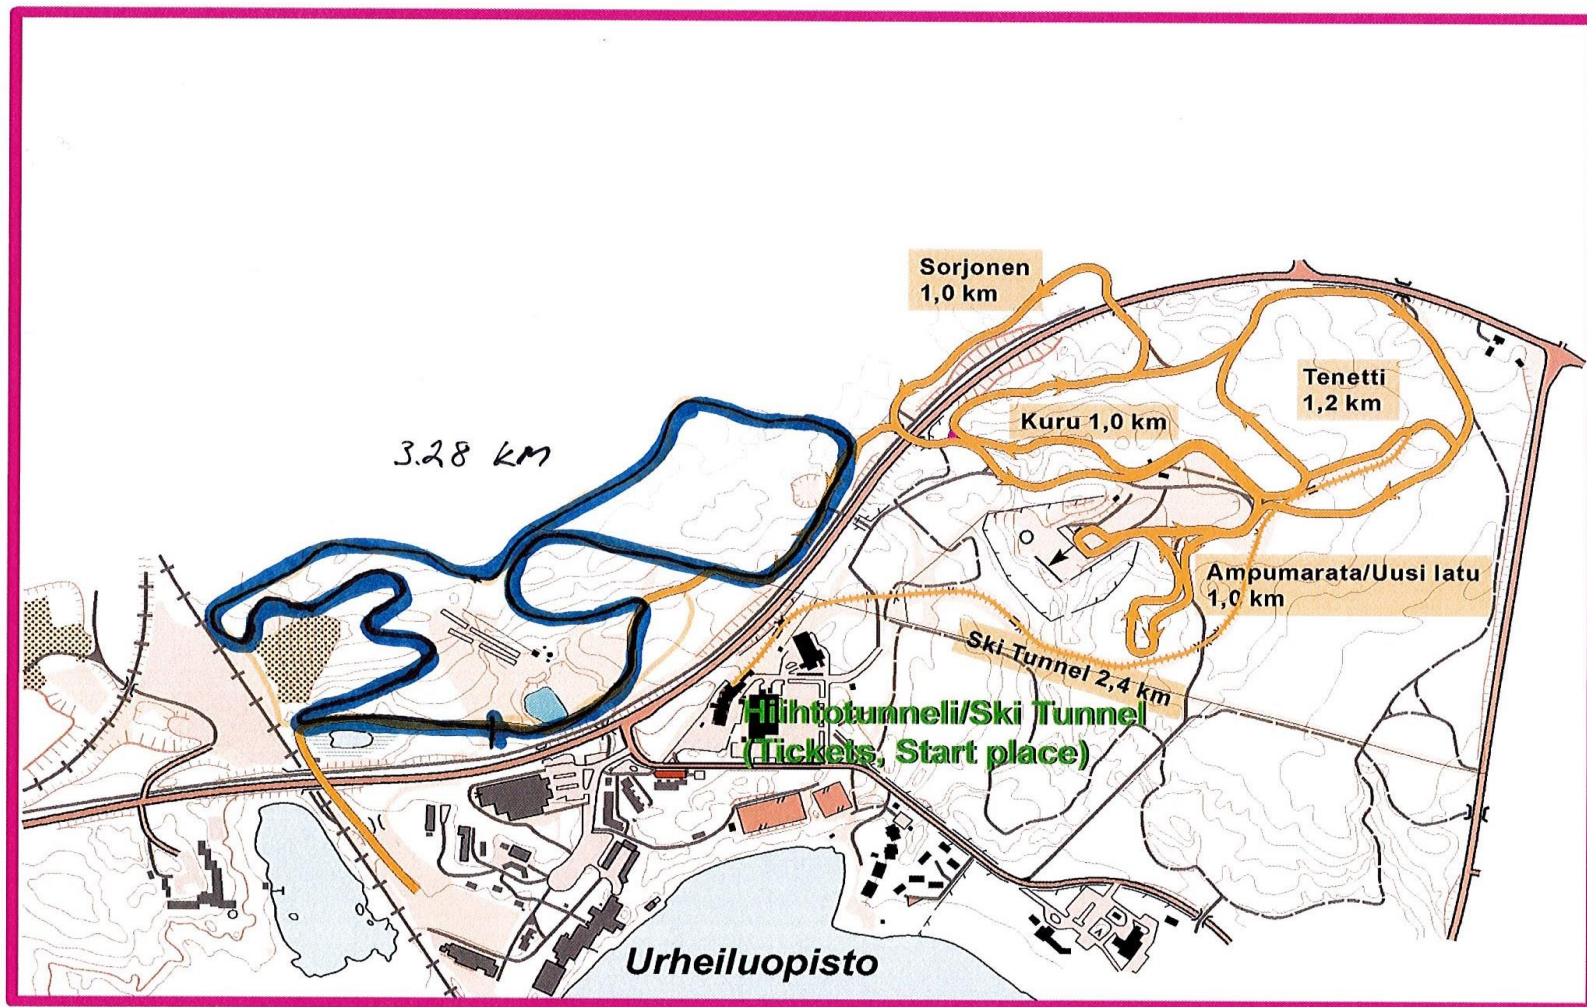 Sorjonen
1,0 km
Tenetti
1,2 km
Kuru 1,0 km
3.28 KM
Ampumarata/Uusi latu
1,0 km
Ski Tunnel 2,4 km
Hiihtotunneli/Ski Tunnel
(Tickets, Start place)
Urheiluopisto